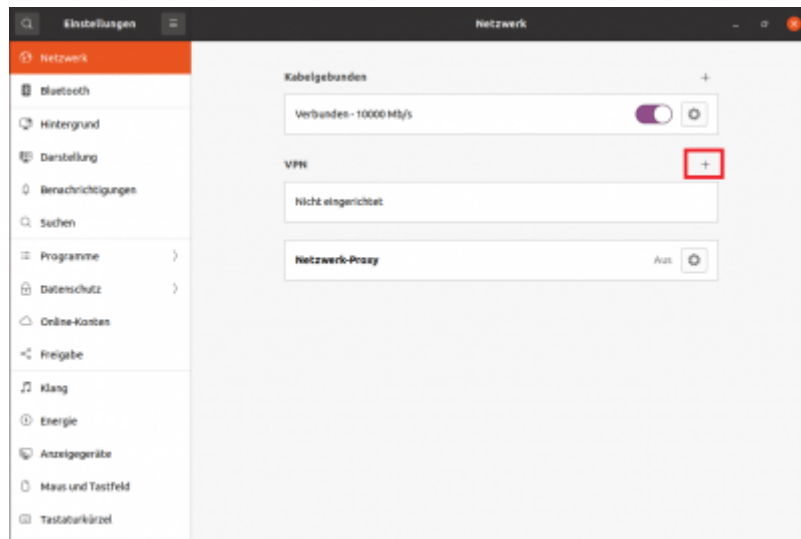 Einstellungen
Netzwerk
Netzwerk
Bluetooth
Hintergrund
Darstellung
Benachrichtigungen
Suchen
Programme
Datenschutz
Online-Konten
Freigabe
Klang
Energie
Anzeigegeräte
Maus und Tastfeld
Tastaturkürzel
Kabelgebunden
Verbunden - 10000 Mb/s
VPN
Nicht eingerichtet
Netzwerk-Proxy
Aus